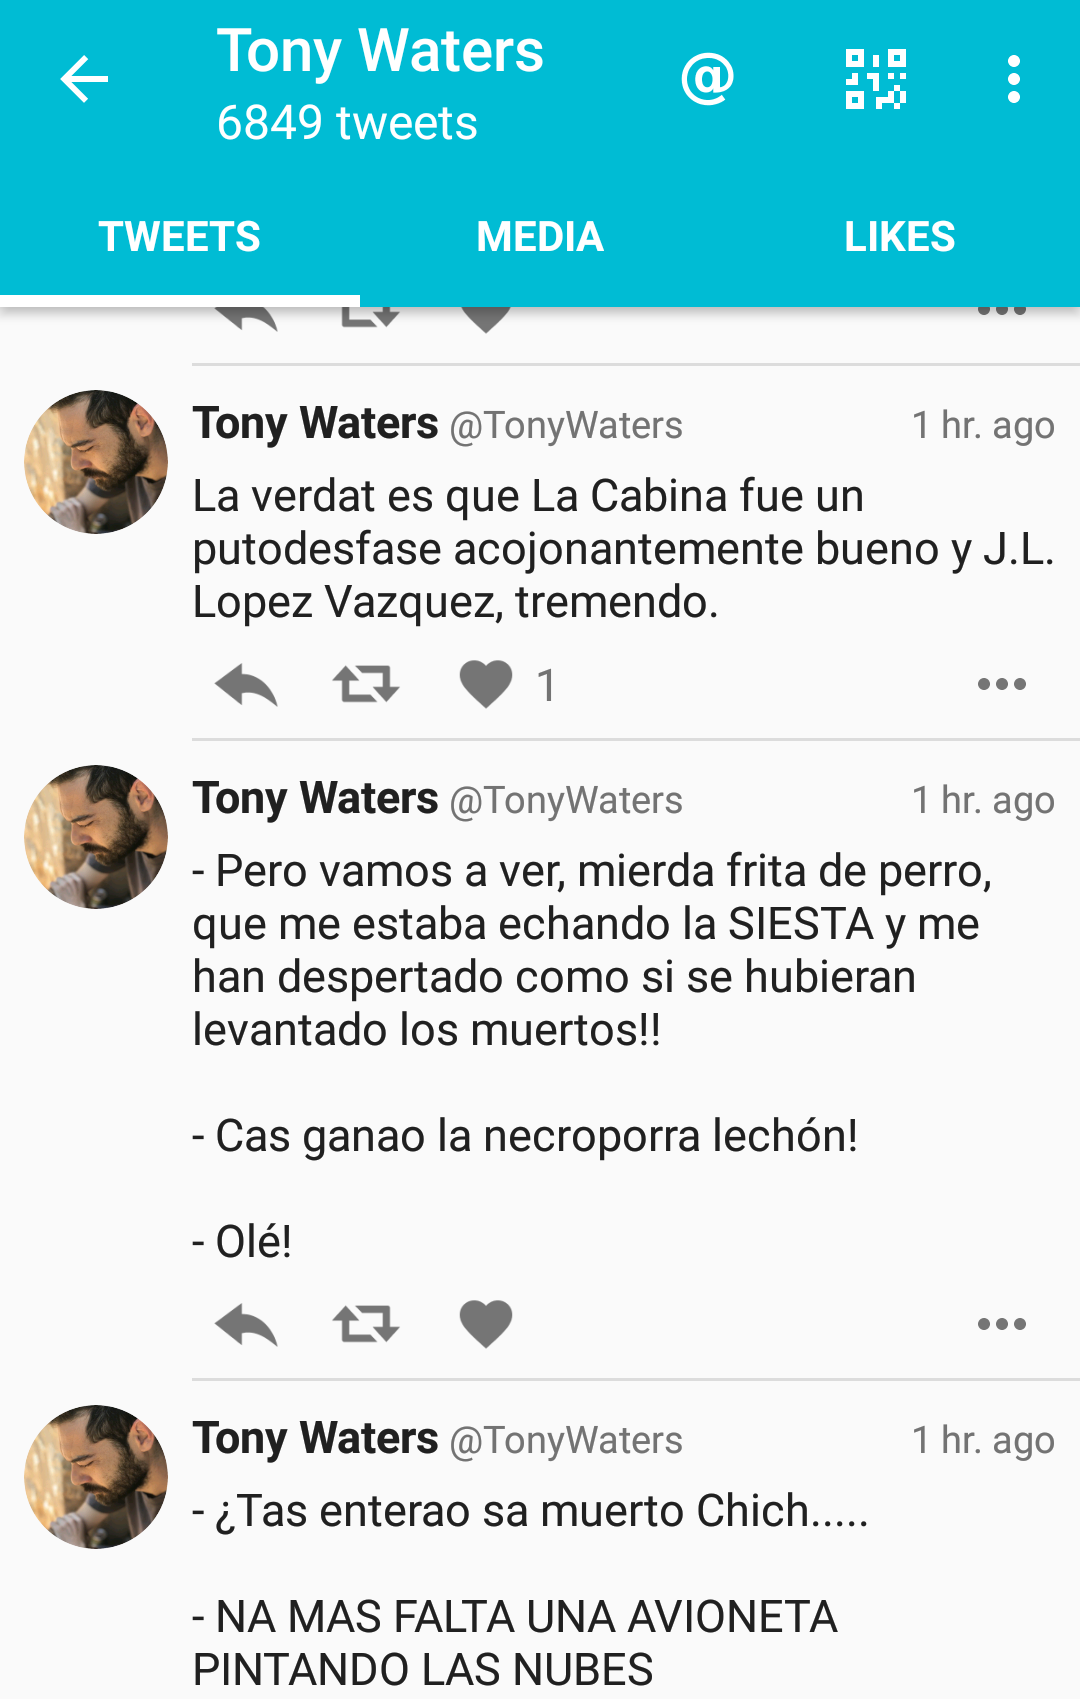 Tony Waters
6849 tweets
@
TWEETS MEDIA LIKES
Tony Waters @TonyWaters 1 hr. ago
La verdat es que La Cabina fue un
putodesfase acojonantemente bueno y J.L.
Lopez Vazquez, tremendo.
1
Tony Waters @TonyWaters 1 hr. ago
- Pero vamos a ver, mierda frita de perro,
que me estaba echando la SIESTA y me
han despertado como si se hubieran
levantado los muertos!!
- Cas ganao la necroporra lechón!
- Olé!
Tony Waters @TonyWaters 1 hr. ago
- ¿Tas enterao sa muerto Chich.....
- NA MAS FALTA UNA AVIONETA
PINTANDO LAS NUBES